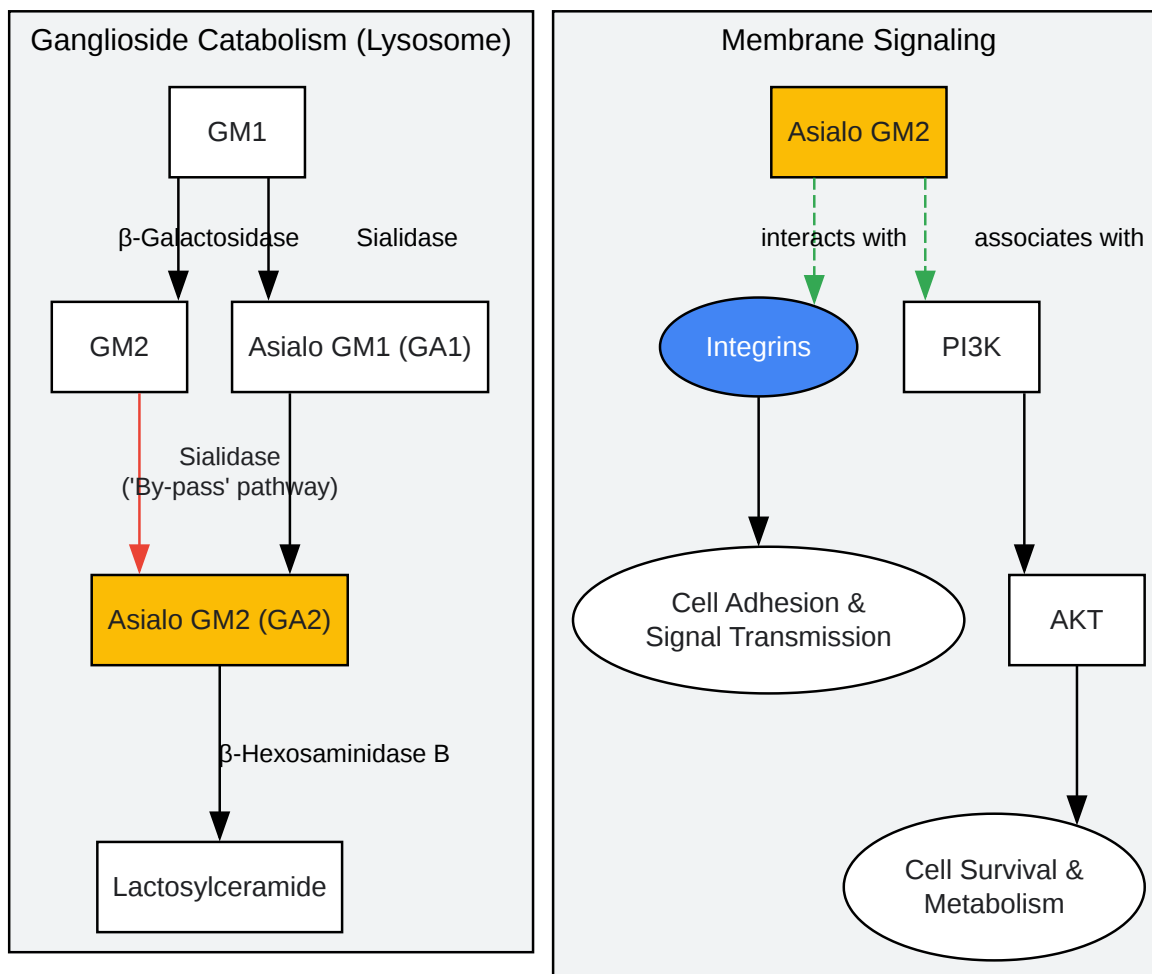 Ganglioside Catabolism (Lysosome)
GM1
β-Galactosidase
Sialidase
GM2
Asialo GM1 (GA1)
Sialidase
('By-pass' pathway)
Asialo GM2 (GA2)
β-Hexosaminidase B
Lactosylceramide
Membrane Signaling
Asialo GM2
interacts with
associates with
Integrins
PI3K
Cell Adhesion &
Signal Transmission
AKT
Cell Survival &
Metabolism